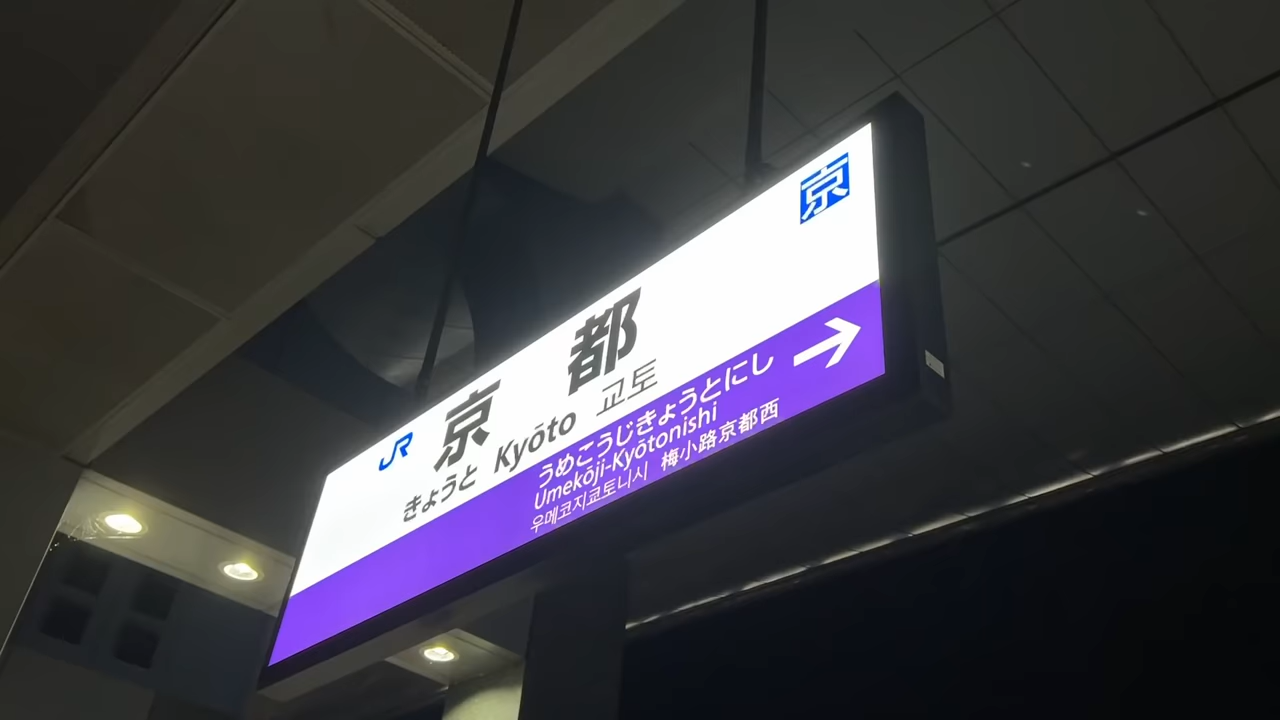 京
JR
京都
きょうと Kyōto 교토
うめこうじきょうとにし
Umekōji-Kyōtonishi
우메코지쿄토니시 梅小路京都西